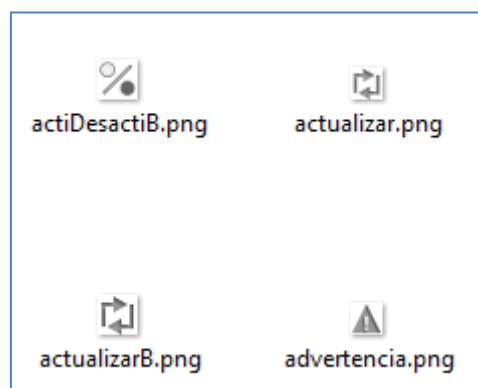 actiDesactiB.png
actualizar.png
actualizarB.png
advertencia.png